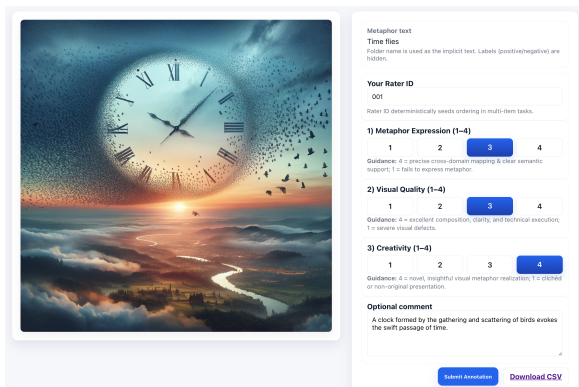 Metaphor text
Time flies
Folder name is used as the implicit text. Labels (positive/negative) are
hidden.
Your Rater ID
001
Rater ID deterministically seeds ordering in multi-item tasks.
1) Metaphor Expression (1–4)
1 2 3 4
Guidance: 4 = precise cross-domain mapping & clear semantic
support; 1 = fails to express metaphor.
2) Visual Quality (1–4)
1 2 3 4
Guidance: 4 = excellent composition, clarity, and technical execution;
1 = severe visual defects.
3) Creativity (1–4)
1 2 3 4
Guidance: 4 = novel, insightful visual metaphor realization; 1 = clichéd
or non-original presentation.
Optional comment
A clock formed by the gathering and scattering of birds evokes
the swift passage of time.
Submit Annotation Download CSV